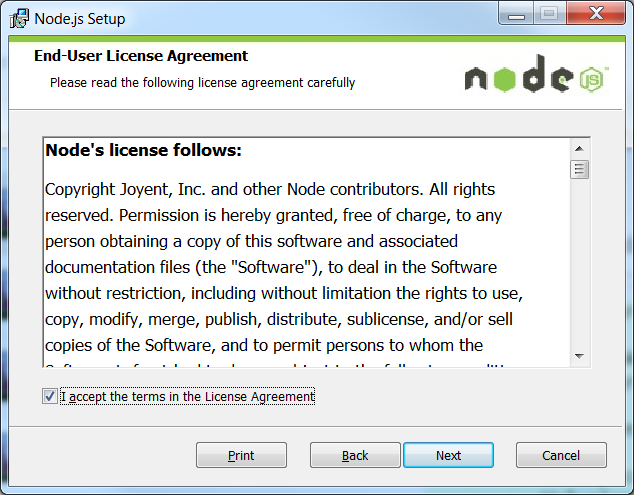 Node.js Setup
End-User License Agreement
Please read the following license agreement carefully
node JS ™
Node's license follows:
Copyright Joyent, Inc. and other Node contributors. All rights
reserved. Permission is hereby granted, free of charge, to any
person obtaining a copy of this software and associated
documentation files (the "Software"), to deal in the Software
without restriction, including without limitation the rights to use,
copy, modify, merge, publish, distribute, sublicense, and/or sell
copies of the Software, and to permit persons to whom the
I accept the terms in the License Agreement
Print
Back
Next
Cancel